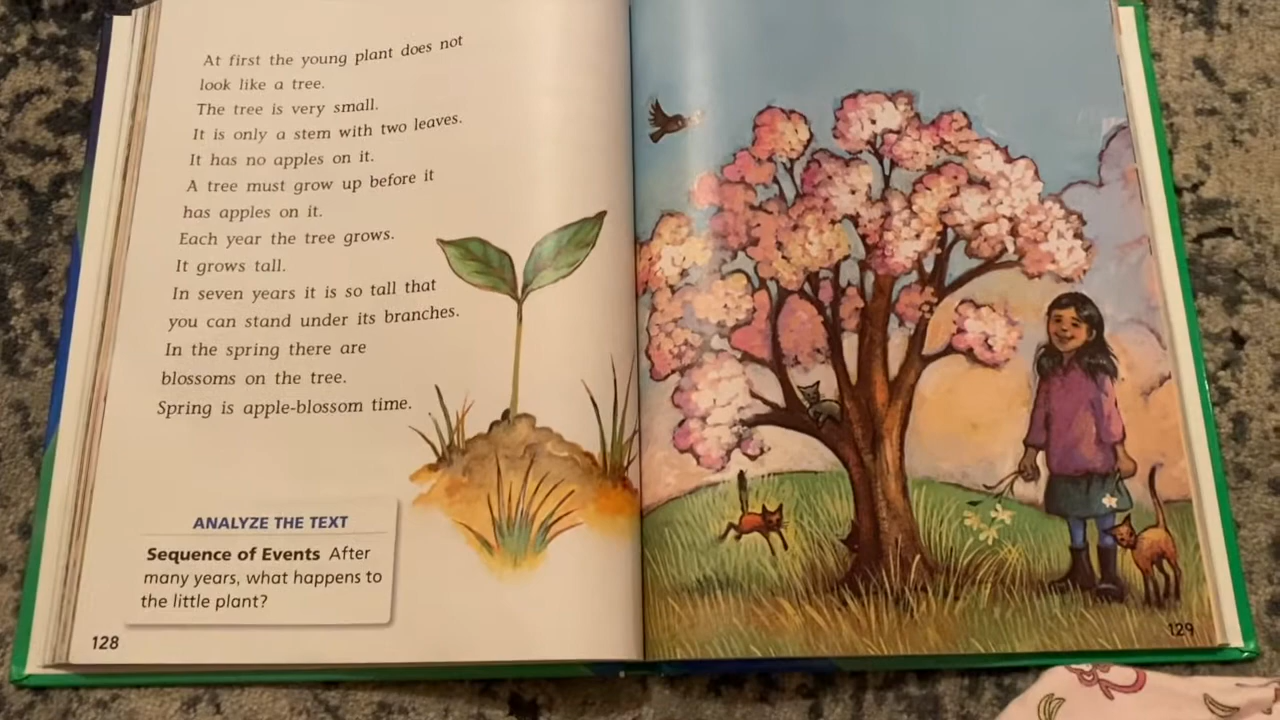 At first the young plant does not
look like a tree.
The tree is very small.
It is only a stem with two leaves.
It has no apples on it.
A tree must grow up before it
has apples on it.
Each year the tree grows.
It grows tall.
In seven years it is so tall that
you can stand under its branches.
In the spring there are
blossoms on the tree.
Spring is apple-blossom time.
ANALYZE THE TEXT
Sequence of Events After
many years, what happens to
the little plant?
128
129